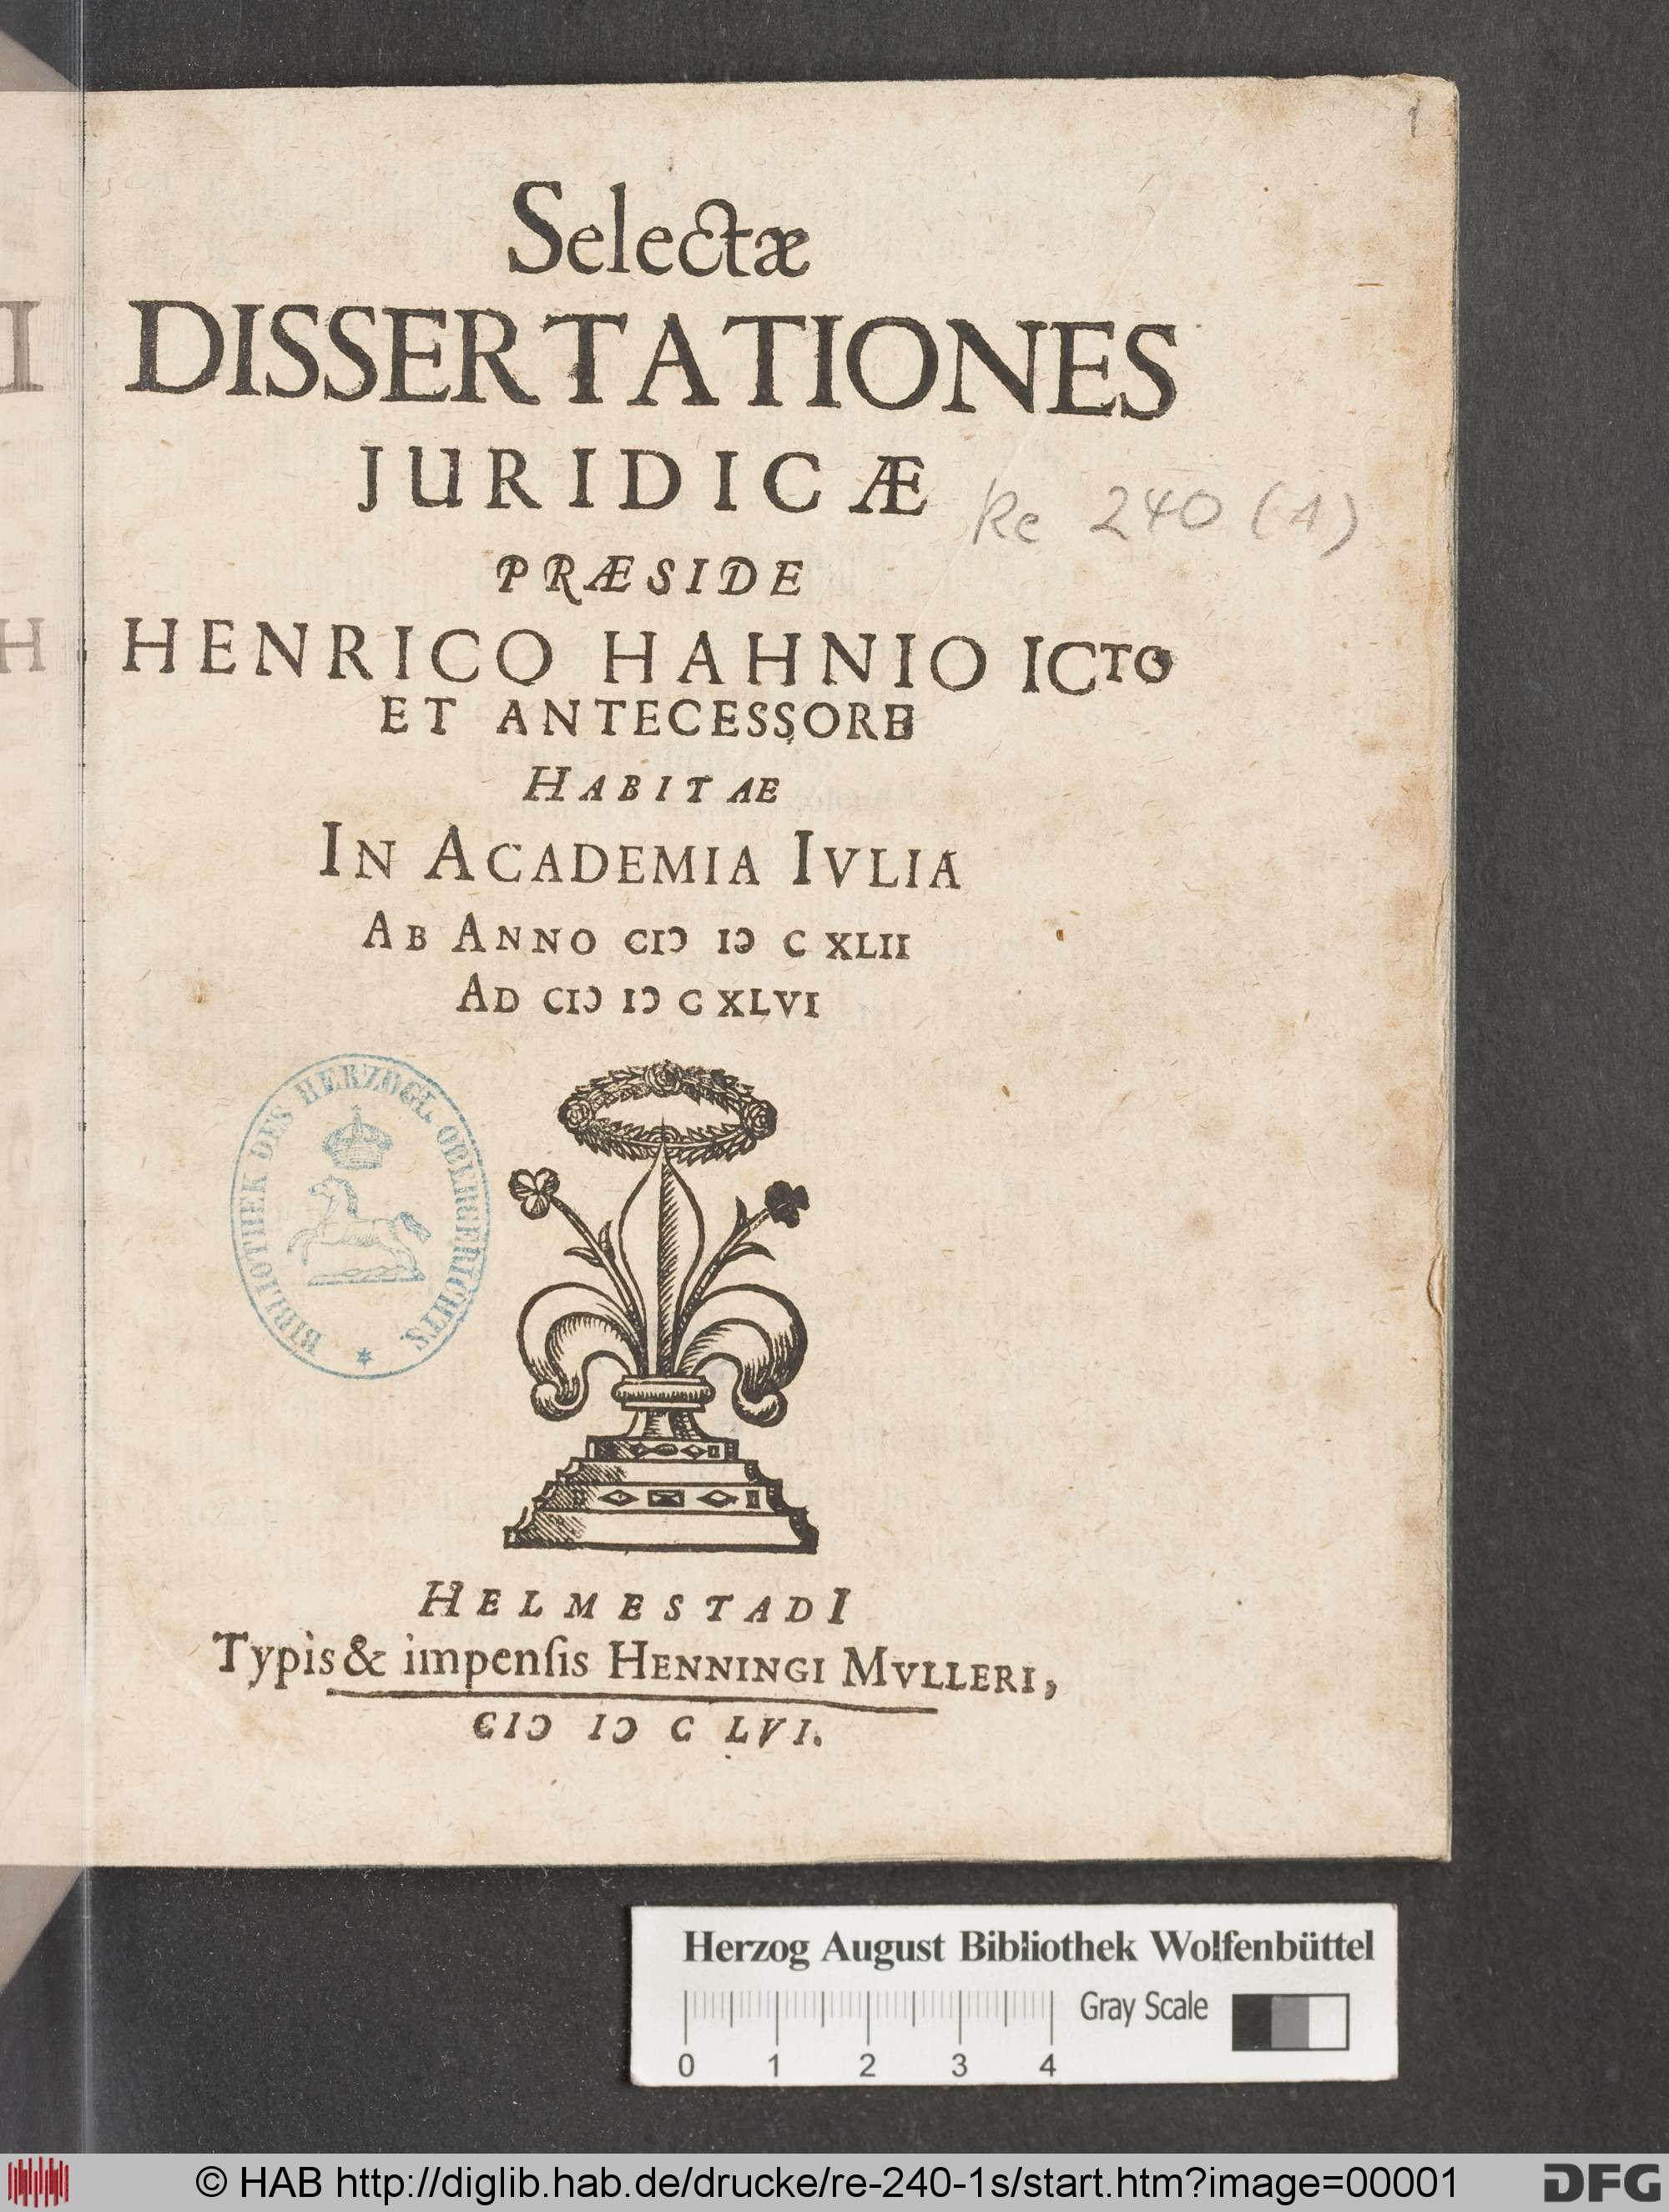 1
Selectæ
DISSERTATIONES
JURIDICÆ
Re 240 (1)
PRÆSIDE
HENRICO HAHNIO ICTO
ET ANTECESSORE
HABITAE
IN ACADEMIA IVLIA
AB ANNO CIↃ IↃ C XLII
AD CIↃ IↃ C XLVI
BIBLIOTHEK DES HERZOGL. OBERGERICHTS.
HELMESTADI
Typis & impenſis HENNINGI MVLLERI,
CIↃ IↃ C LVI.
Herzog August Bibliothek Wolfenbüttel
Gray Scale
0 1 2 3 4
© HAB http://diglib.hab.de/drucke/re-240-1s/start.htm?image=00001
DFG